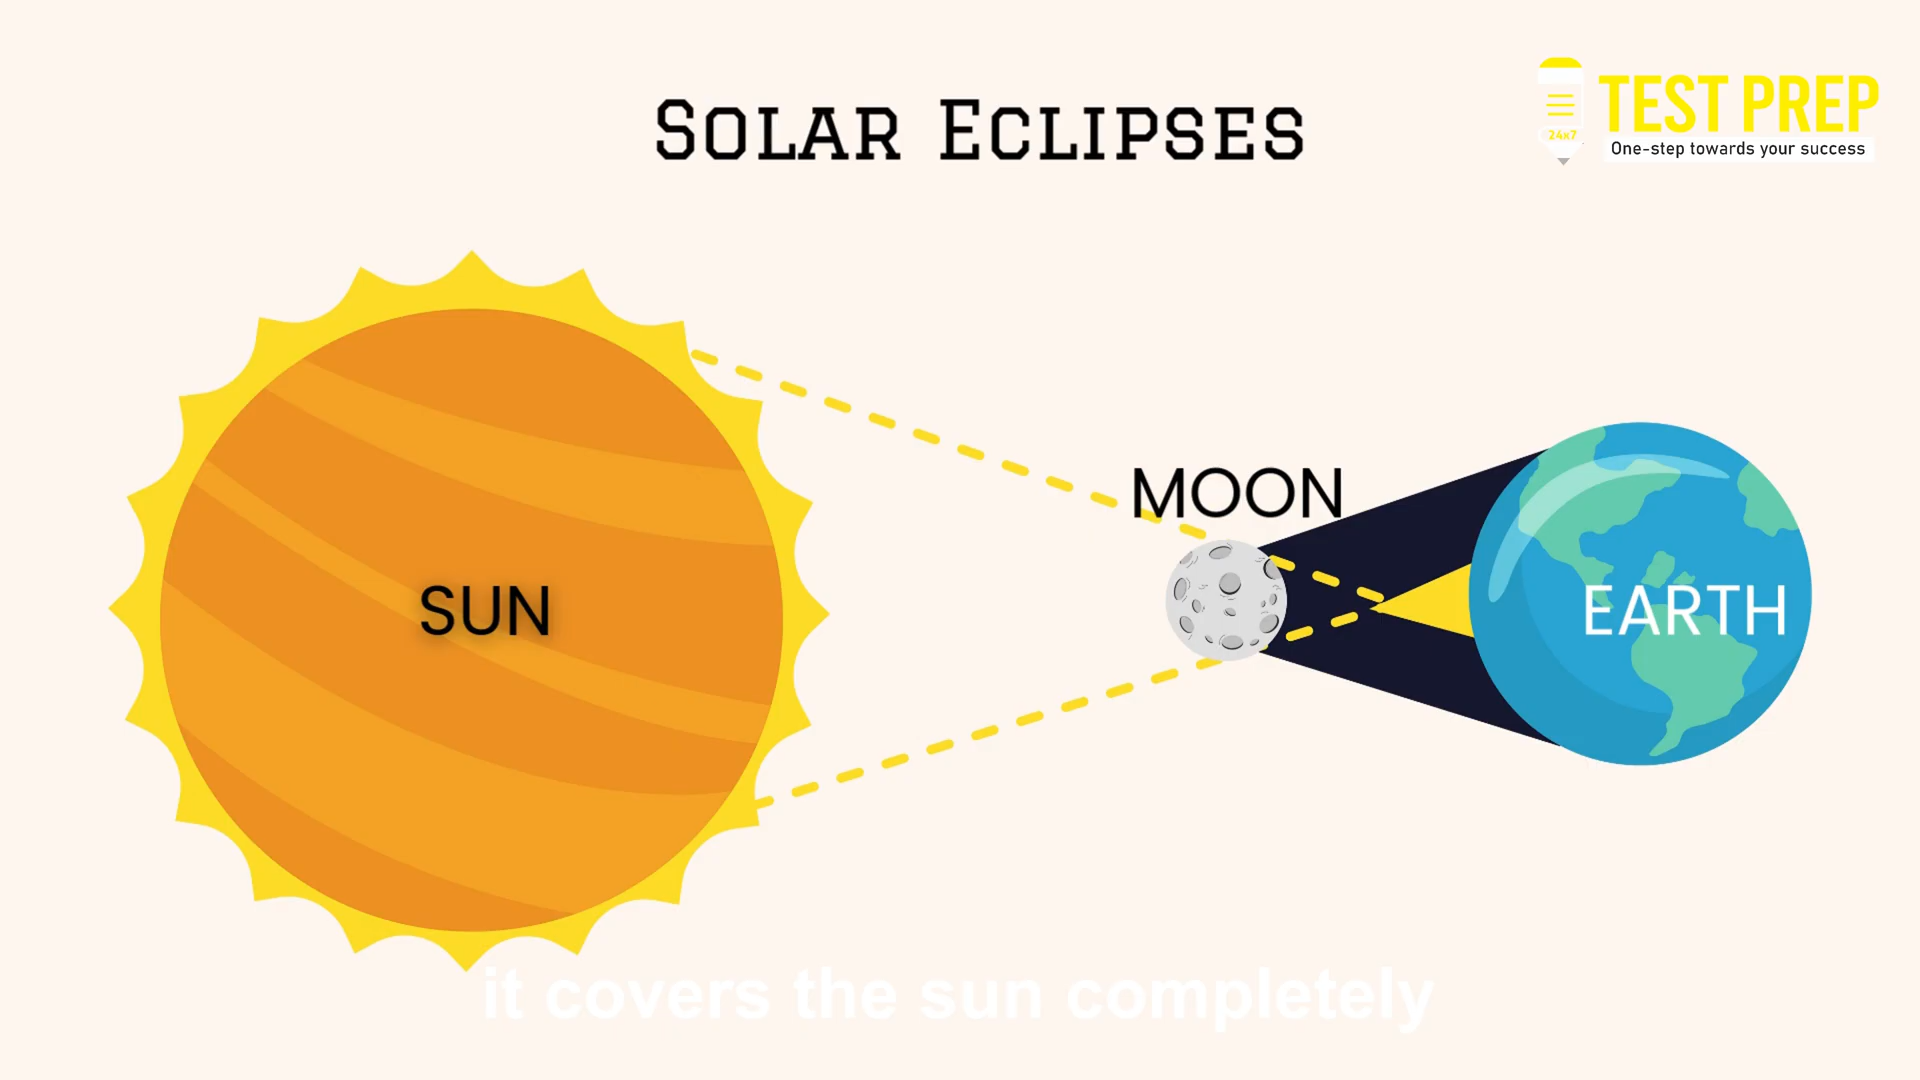 SOLAR ECLIPSES
24x7
TEST PREP
One-step towards your success
MOON
SUN
EARTH
it covers the sun completely